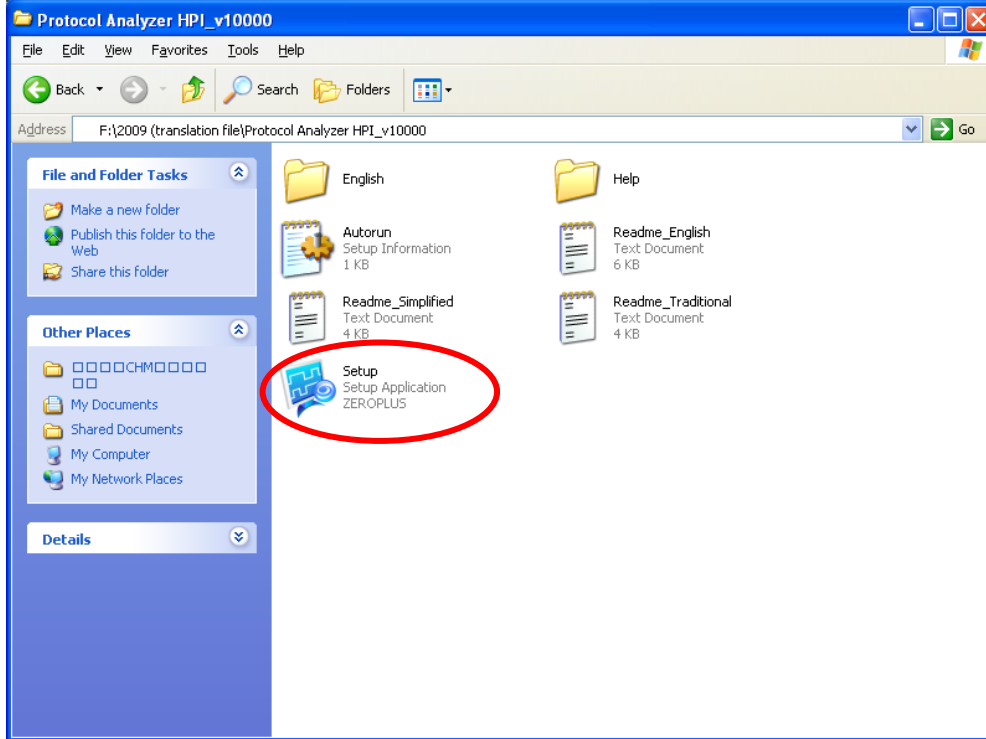 Protocol Analyzer HPI_v10000
File Edit View Favorites Tools Help
Back Search Folders
Address F:\2009 (translation file\Protocol Analyzer HPI_v10000 Go
File and Folder Tasks
Make a new folder
Publish this folder to the
Web
Share this folder
Other Places
□□□□CHM□□□□
□□
My Documents
Shared Documents
My Computer
My Network Places
Details
English
Help
Autorun
Setup Information
1 KB
Readme_English
Text Document
6 KB
Readme_Simplified
Text Document
4 KB
Readme_Traditional
Text Document
4 KB
Setup
Setup Application
ZEROPLUS